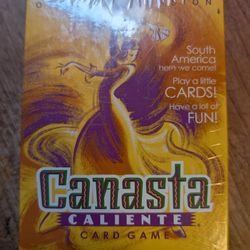 South
America
here we come!
Play a little
CARDS!
Have a lot of
FUN!
Canasta
CALIENTE
CARD GAME